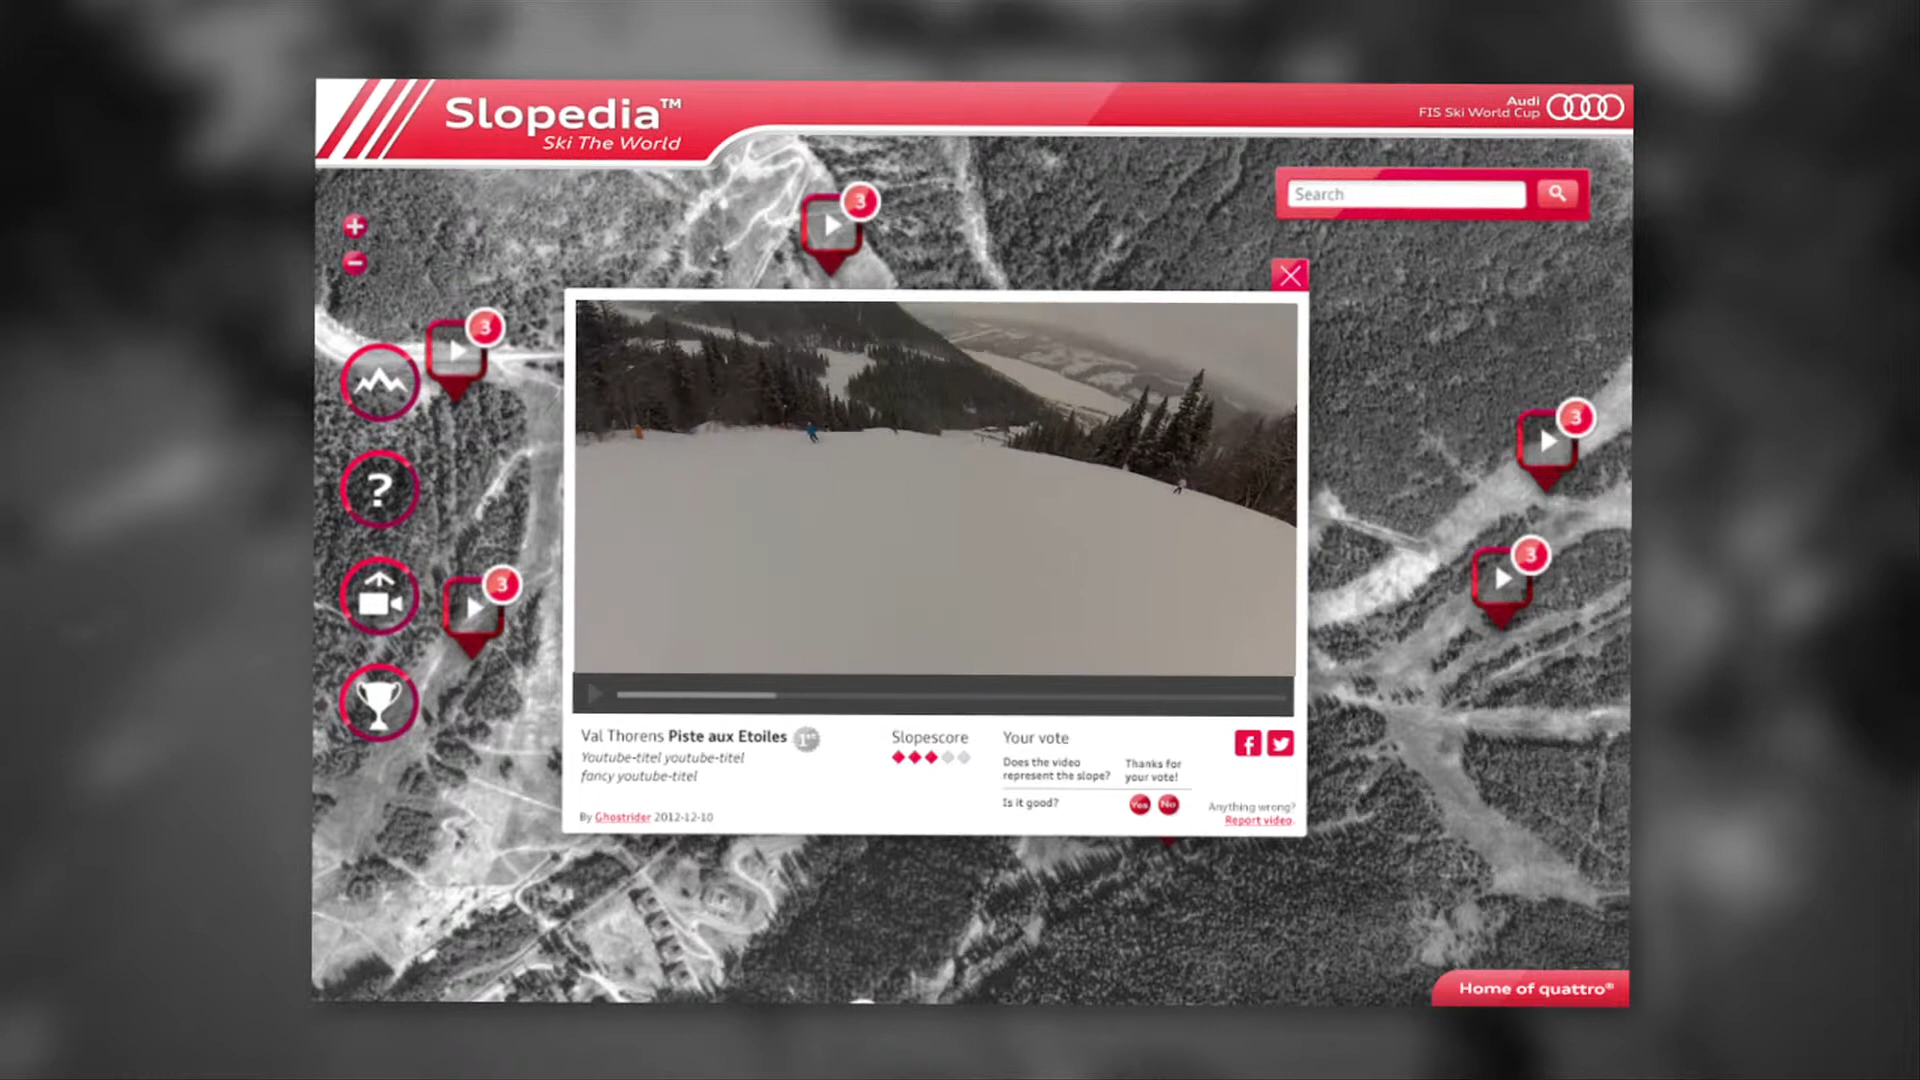 Slopedia™
Ski The World
Audi
FIS Ski World Cup
Search
3
3
3
3
3
?
Val Thorens Piste aux Etoiles
Youtube-titel youtube-titel
fancy youtube-titel
By Ghostrider 2012-12-10
Slopescore
Your vote
Does the video
represent the slope?
Thanks for
your vote!
Is it good?
Yes No
Anything wrong?
Report video.
Home of quattro®